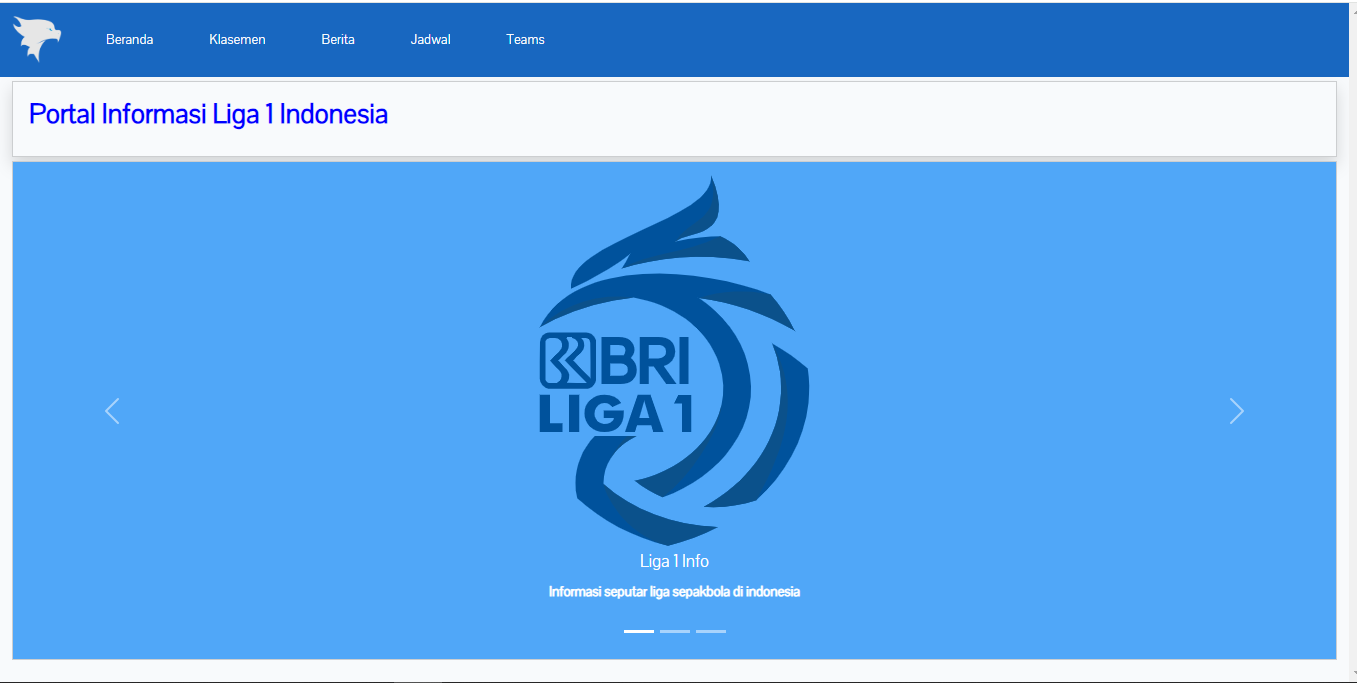 Beranda Klasemen Berita Jadwal Teams
Portal Informasi Liga 1 Indonesia
BRI
LIGA 1
Liga 1 Info
Informasi seputar liga sepakbola di indonesia